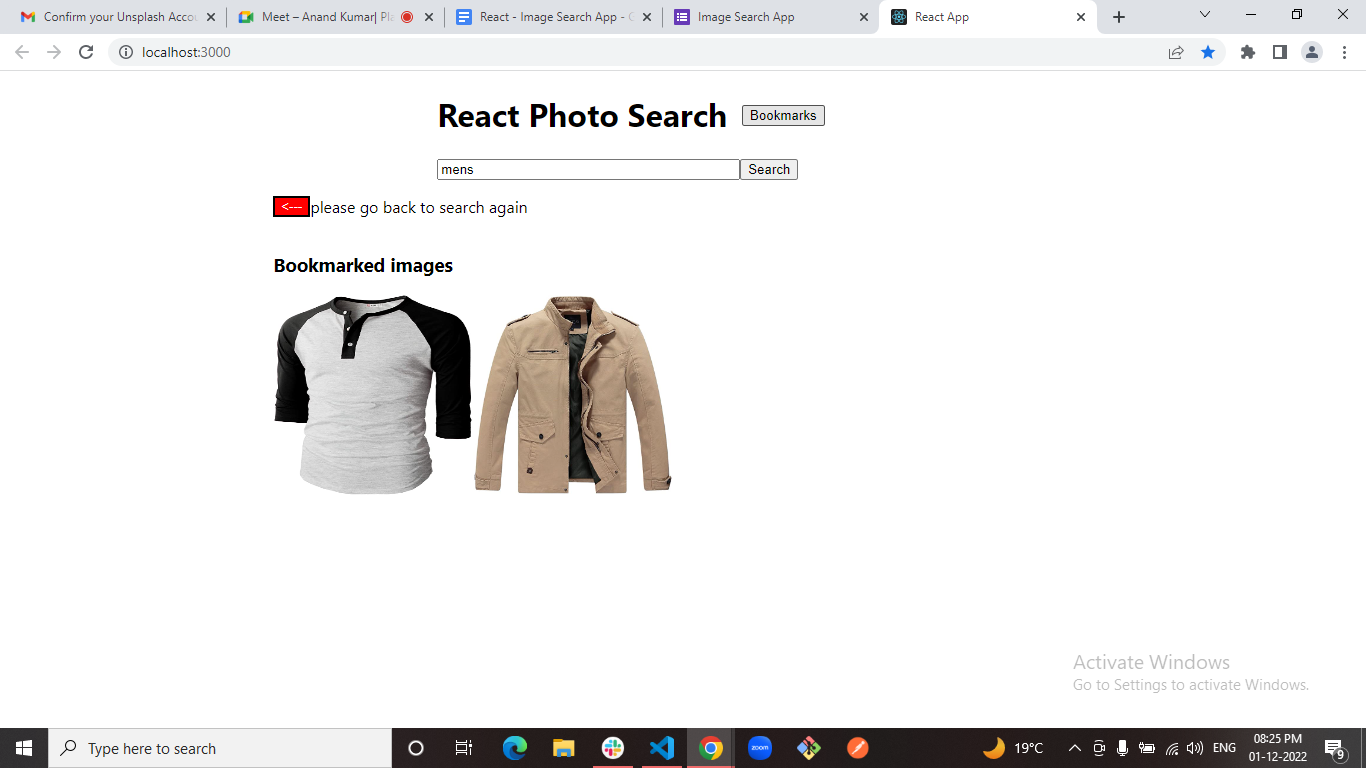 Confirm your Unsplash Accou
Meet – Anand Kumar| Pla
React - Image Search App - G
Image Search App
React App
localhost:3000
React Photo Search
Bookmarks
mens
Search
<---
please go back to search again
Bookmarked images
Activate Windows
Go to Settings to activate Windows.
Type here to search
zoom
19°C
ENG
08:25 PM
01-12-2022
9